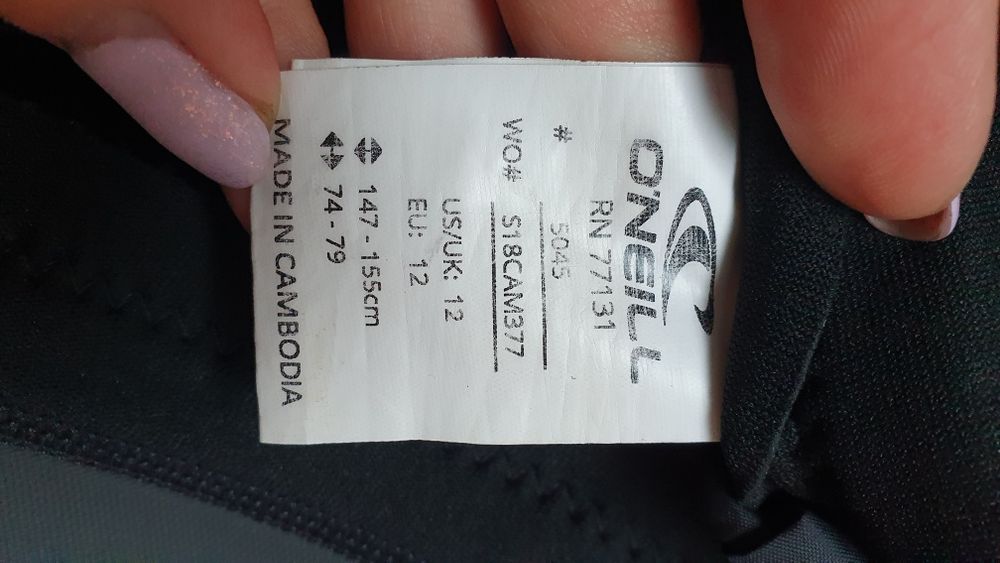 O'NEILL
RN 77131
# 5045
WO# S18CAM377
US/UK: 12
EU: 12
147 - 155cm
74 - 79
MADE IN CAMBODIA